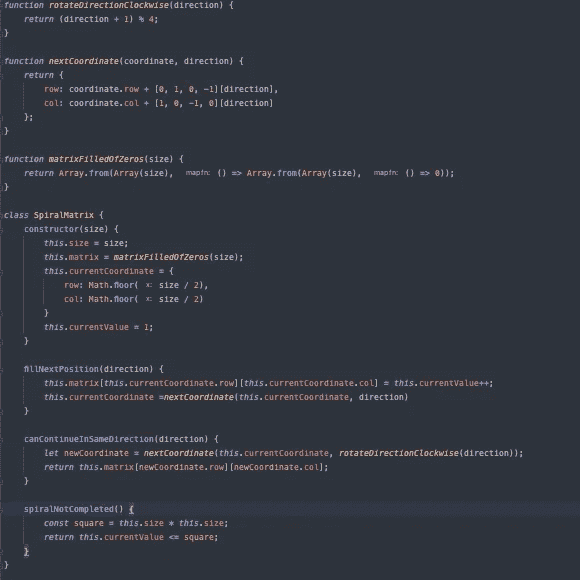 function rotateDirectionClockwise(direction) {
return (direction + 1) % 4;
}
function nextCoordinate(coordinate, direction) {
return {
row: coordinate.row + [0, 1, 0, -1][direction],
col: coordinate.col + [1, 0, -1, 0][direction]
};
}
function matrixFilledOfZeros(size) {
return Array.from(Array(size), mapfn: () => Array.from(Array(size), mapfn: () => 0));
}
class SpiralMatrix {
constructor(size) {
this.size = size;
this.matrix = matrixFilledOfZeros(size);
this.currentCoordinate = {
row: Math.floor( x: size / 2),
col: Math.floor( x: size / 2)
}
this.currentValue = 1;
}
fillNextPosition(direction) {
this.matrix[this.currentCoordinate.row][this.currentCoordinate.col] = this.currentValue++;
this.currentCoordinate =nextCoordinate(this.currentCoordinate, direction)
}
canContinueInSameDirection(direction) {
let newCoordinate = nextCoordinate(this.currentCoordinate, rotateDirectionClockwise(direction));
return this.matrix[newCoordinate.row][newCoordinate.col];
}
spiralNotCompleted() {
const square = this.size * this.size;
return this.currentValue <= square;
}
}